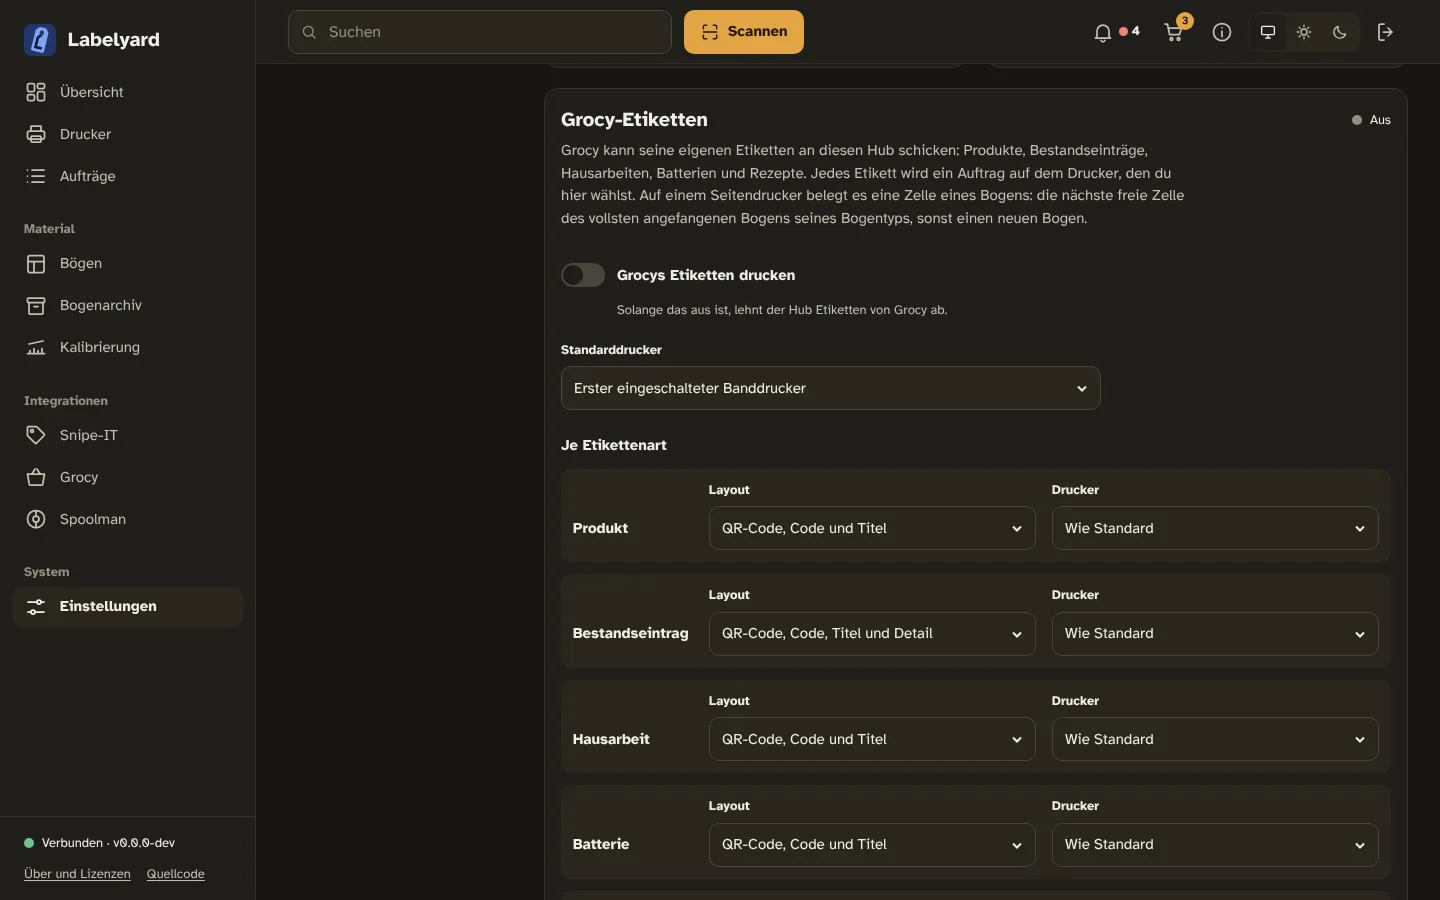 Labelyard
Suchen
Scannen
4
3
Übersicht
Drucker
Aufträge
Material
Bögen
Bogenarchiv
Kalibrierung
Integrationen
Snipe-IT
Grocy
Spoolman
System
Einstellungen
Verbunden · v0.0.0-dev
Über und Lizenzen
Quellcode
Grocy-Etiketten
Aus
Grocy kann seine eigenen Etiketten an diesen Hub schicken: Produkte, Bestandseinträge,
Hausarbeiten, Batterien und Rezepte. Jedes Etikett wird ein Auftrag auf dem Drucker, den du
hier wählst. Auf einem Seitendrucker belegt es eine Zelle eines Bogens: die nächste freie Zelle
des vollsten angefangenen Bogens seines Bogentyps, sonst einen neuen Bogen.
Grocys Etiketten drucken
Solange das aus ist, lehnt der Hub Etiketten von Grocy ab.
Standarddrucker
Erster eingeschalteter Banddrucker
Je Etikettenart
Layout
Drucker
Produkt
QR-Code, Code und Titel
Wie Standard
Layout
Drucker
Bestandseintrag
QR-Code, Code, Titel und Detail
Wie Standard
Layout
Drucker
Hausarbeit
QR-Code, Code und Titel
Wie Standard
Layout
Drucker
Batterie
QR-Code, Code und Titel
Wie Standard